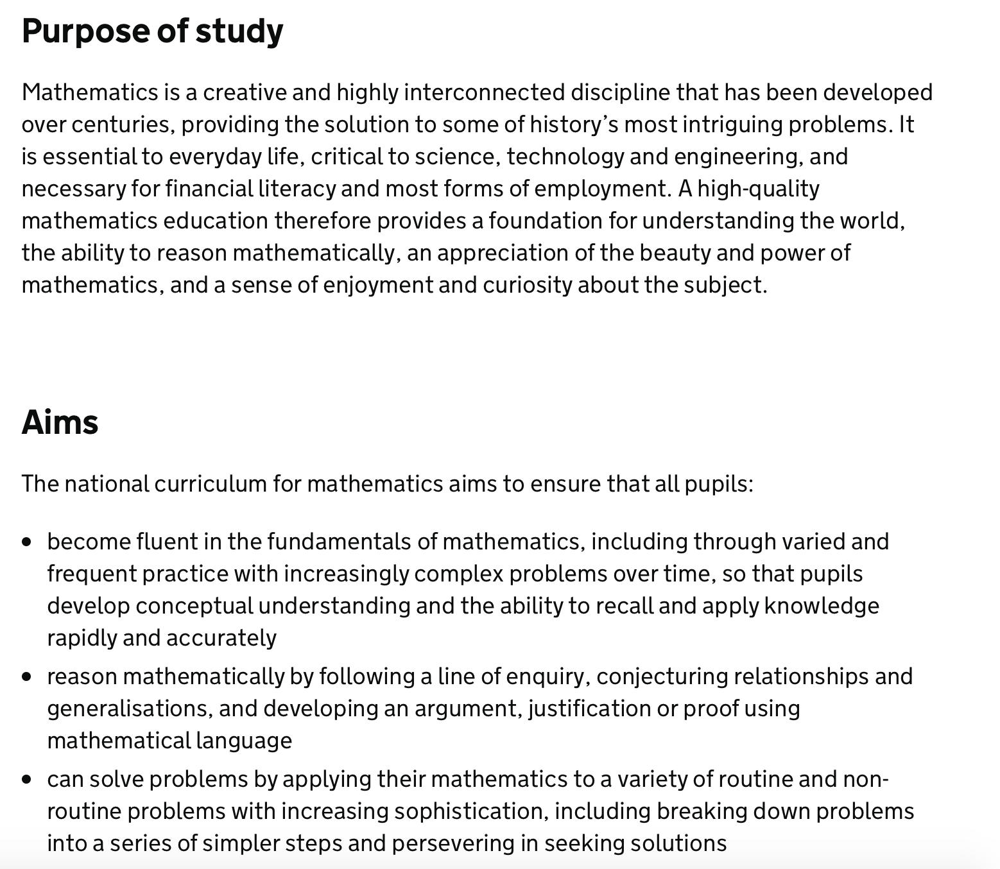 Purpose of study
Mathematics is a creative and highly interconnected discipline that has been developed
over centuries, providing the solution to some of history’s most intriguing problems. It
is essential to everyday life, critical to science, technology and engineering, and
necessary for financial literacy and most forms of employment. A high-quality
mathematics education therefore provides a foundation for understanding the world,
the ability to reason mathematically, an appreciation of the beauty and power of
mathematics, and a sense of enjoyment and curiosity about the subject.
Aims
The national curriculum for mathematics aims to ensure that all pupils:
• become fluent in the fundamentals of mathematics, including through varied and
frequent practice with increasingly complex problems over time, so that pupils
develop conceptual understanding and the ability to recall and apply knowledge
rapidly and accurately
• reason mathematically by following a line of enquiry, conjecturing relationships and
generalisations, and developing an argument, justification or proof using
mathematical language
• can solve problems by applying their mathematics to a variety of routine and non-
routine problems with increasing sophistication, including breaking down problems
into a series of simpler steps and persevering in seeking solutions